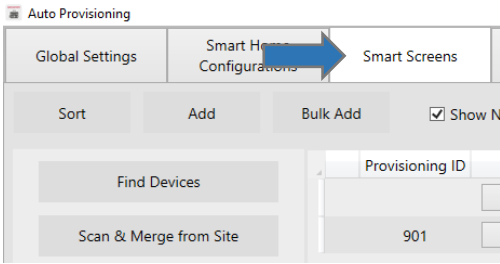 Auto Provisioning
Global Settings
Smart
Configurations
Smart Screens
Sort
Add
Bulk Add
Show N
Provisioning ID
Find Devices
Scan & Merge from Site
901